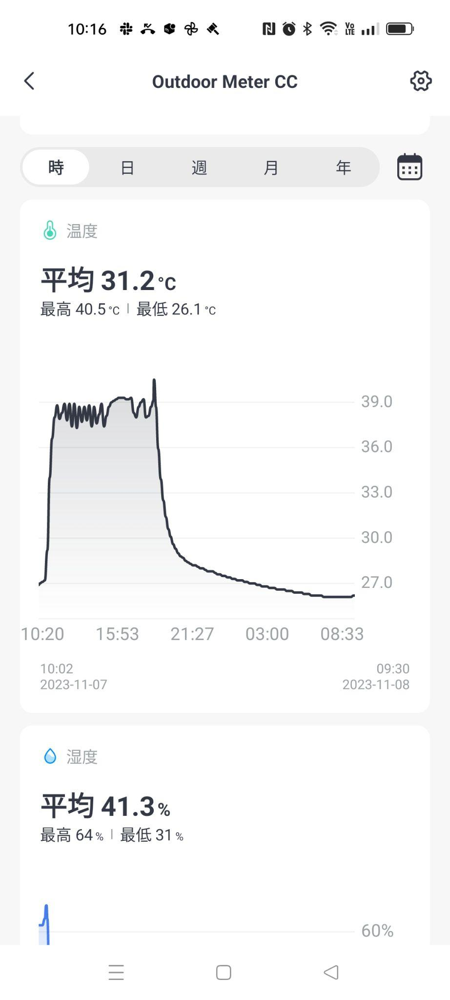 10:16 Vo LTE
Outdoor Meter CC
時 日 週 月 年
温度
平均 31.2 °C
最高 40.5 °C | 最低 26.1 °C
39.0
36.0
33.0
30.0
27.0
10:20 15:53 21:27 03:00 08:33
10:02 09:30
2023-11-07 2023-11-08
湿度
平均 41.3 %
最高 64 % | 最低 31 %
60%